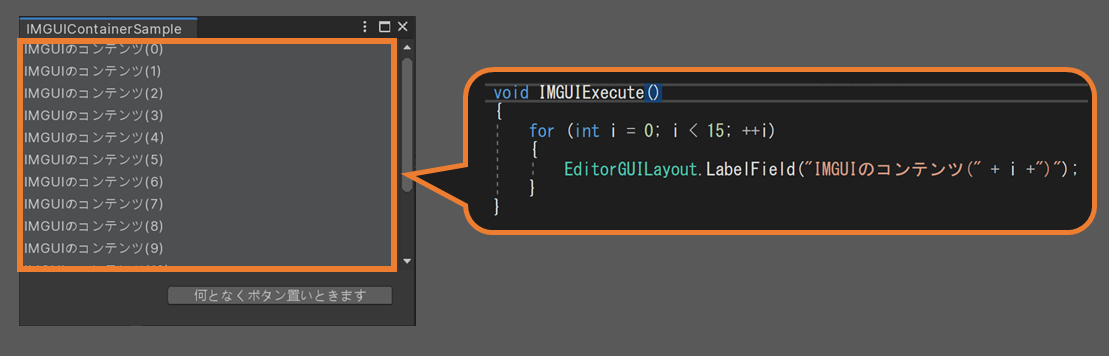 IMGUIContainerSample
IMGUIのコンテンツ(0)
IMGUIのコンテンツ(1)
IMGUIのコンテンツ(2)
IMGUIのコンテンツ(3)
IMGUIのコンテンツ(4)
IMGUIのコンテンツ(5)
IMGUIのコンテンツ(6)
IMGUIのコンテンツ(7)
IMGUIのコンテンツ(8)
IMGUIのコンテンツ(9)
何となくボタン置いときます
void IMGUIExecute()
{
for (int i = 0; i < 15; ++i)
{
EditorGUILayout.LabelField("IMGUIのコンテンツ(" + i +")");
}
}